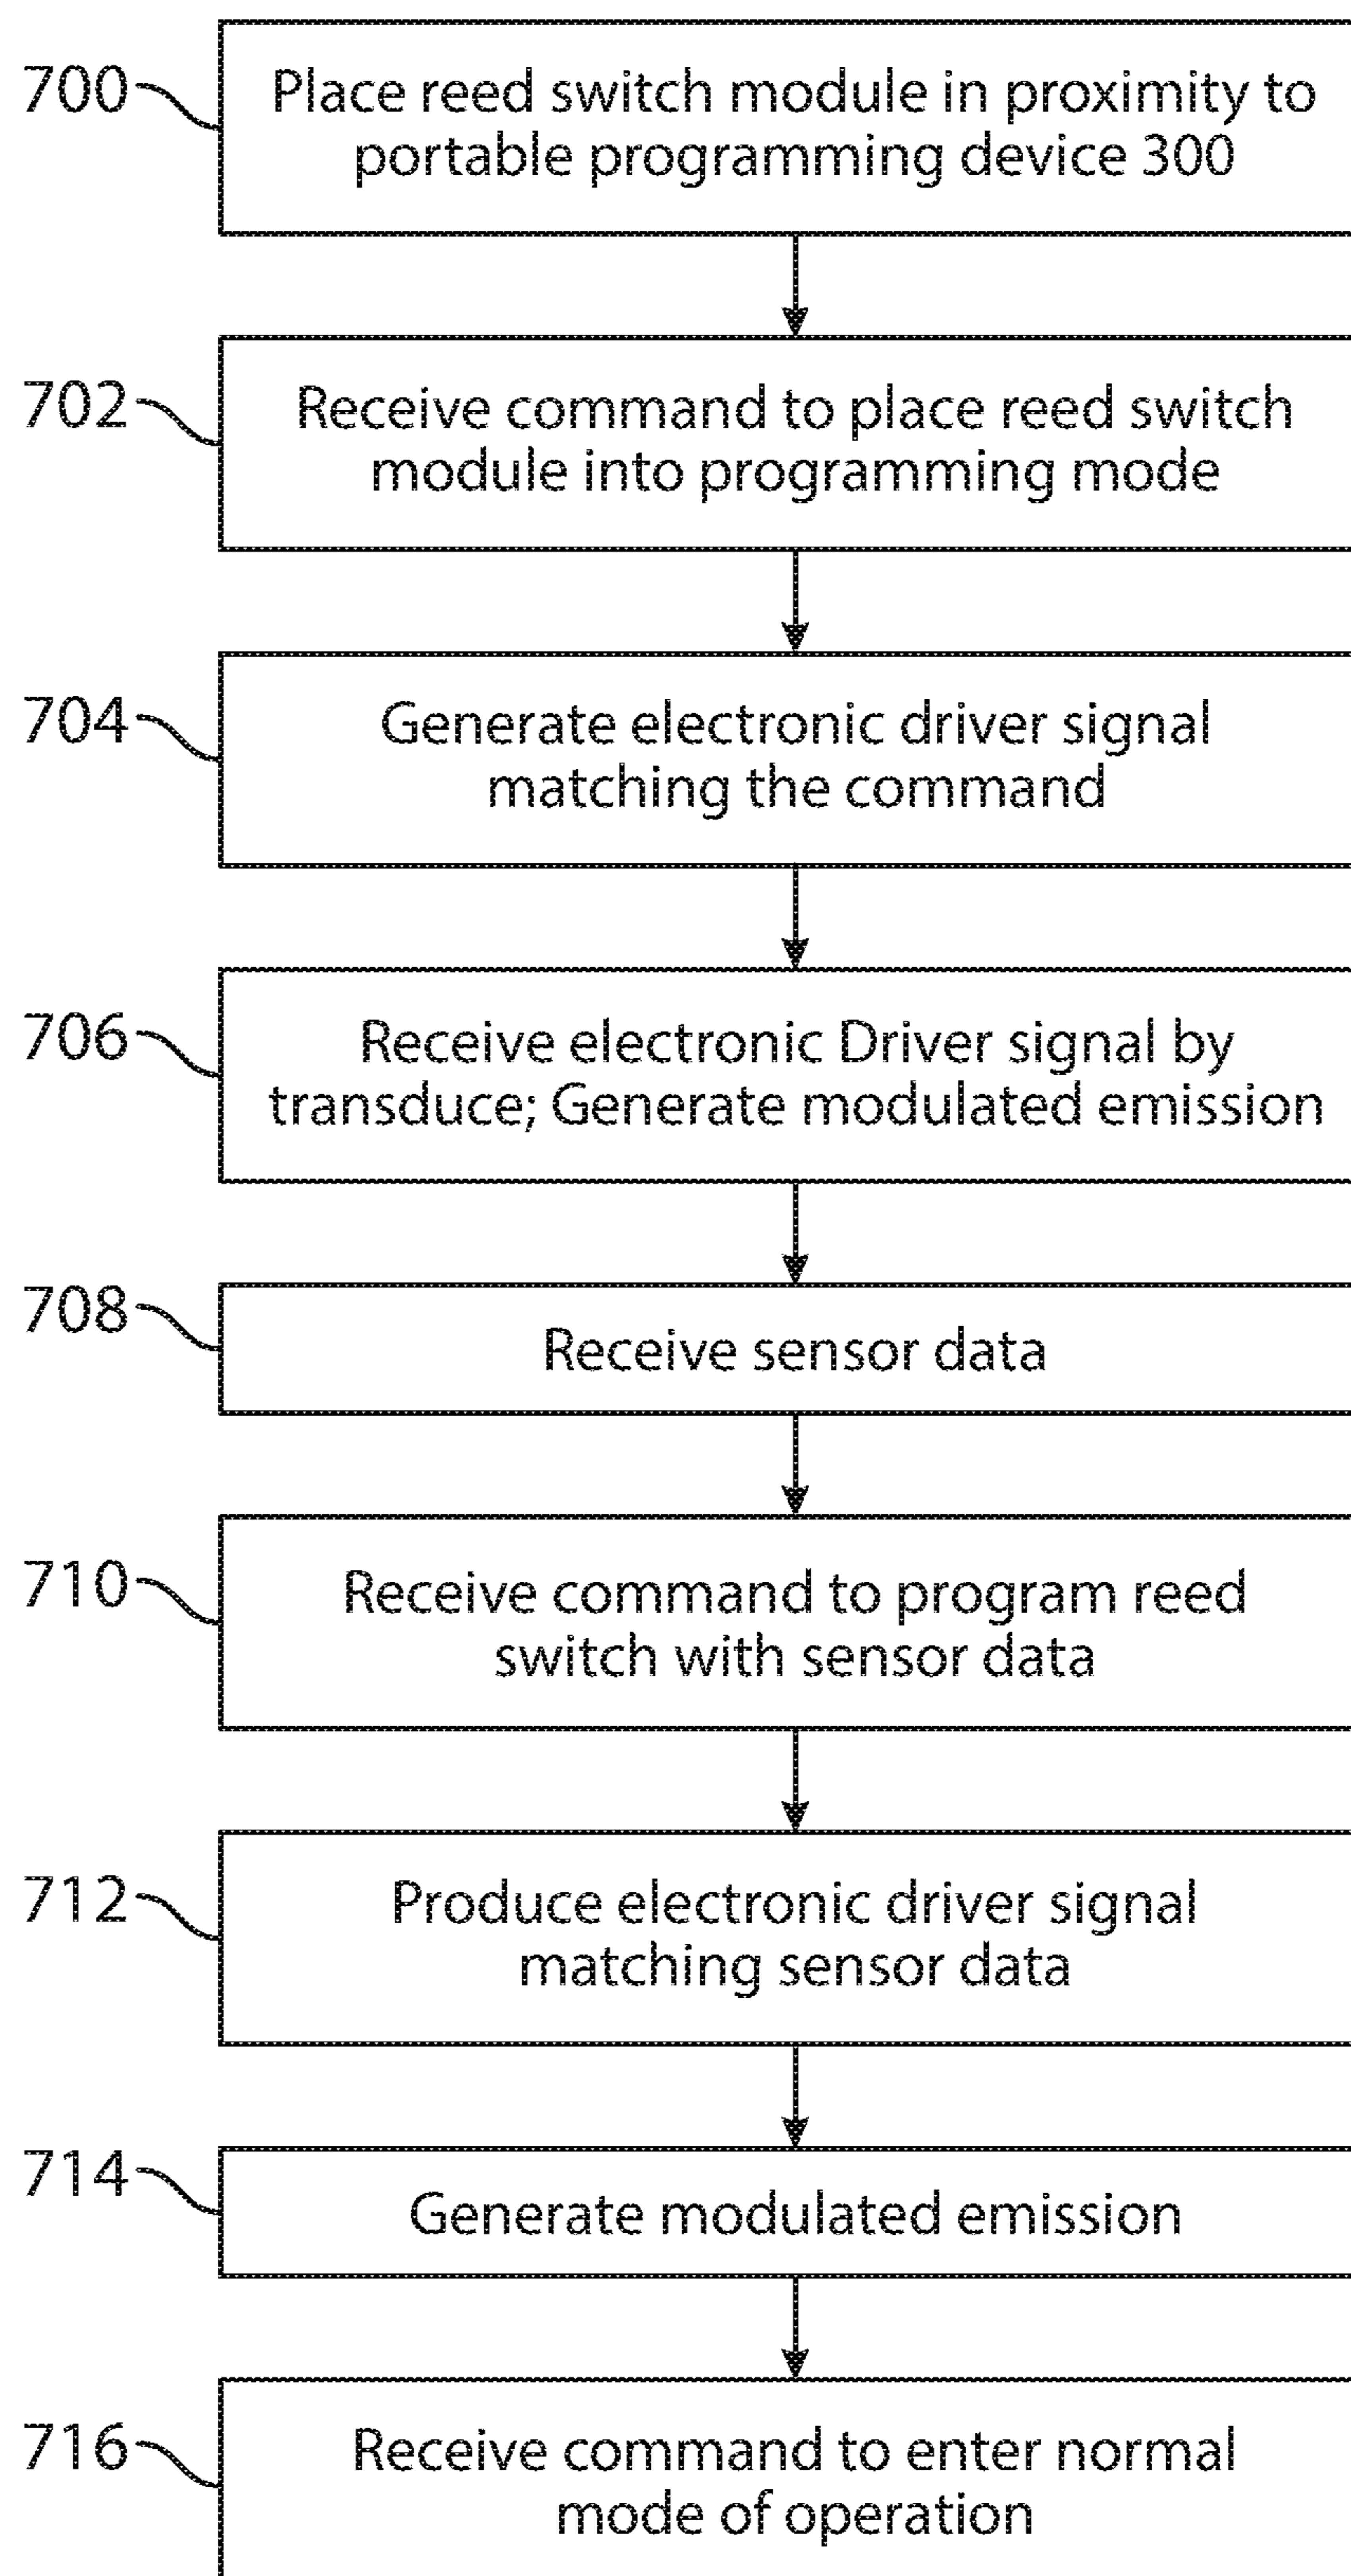 700
Place reed switch module in proximity to
portable programming device 300
702
Receive command to place reed switch
module into programming mode
704
Generate electronic driver signal
matching the command
706
Receive electronic Driver signal by
transduce; Generate modulated emission
708
Receive sensor data
710
Receive command to program reed
switch with sensor data
712
Produce electronic driver signal
matching sensor data
714
Generate modulated emission
716
Receive command to enter normal
mode of operation